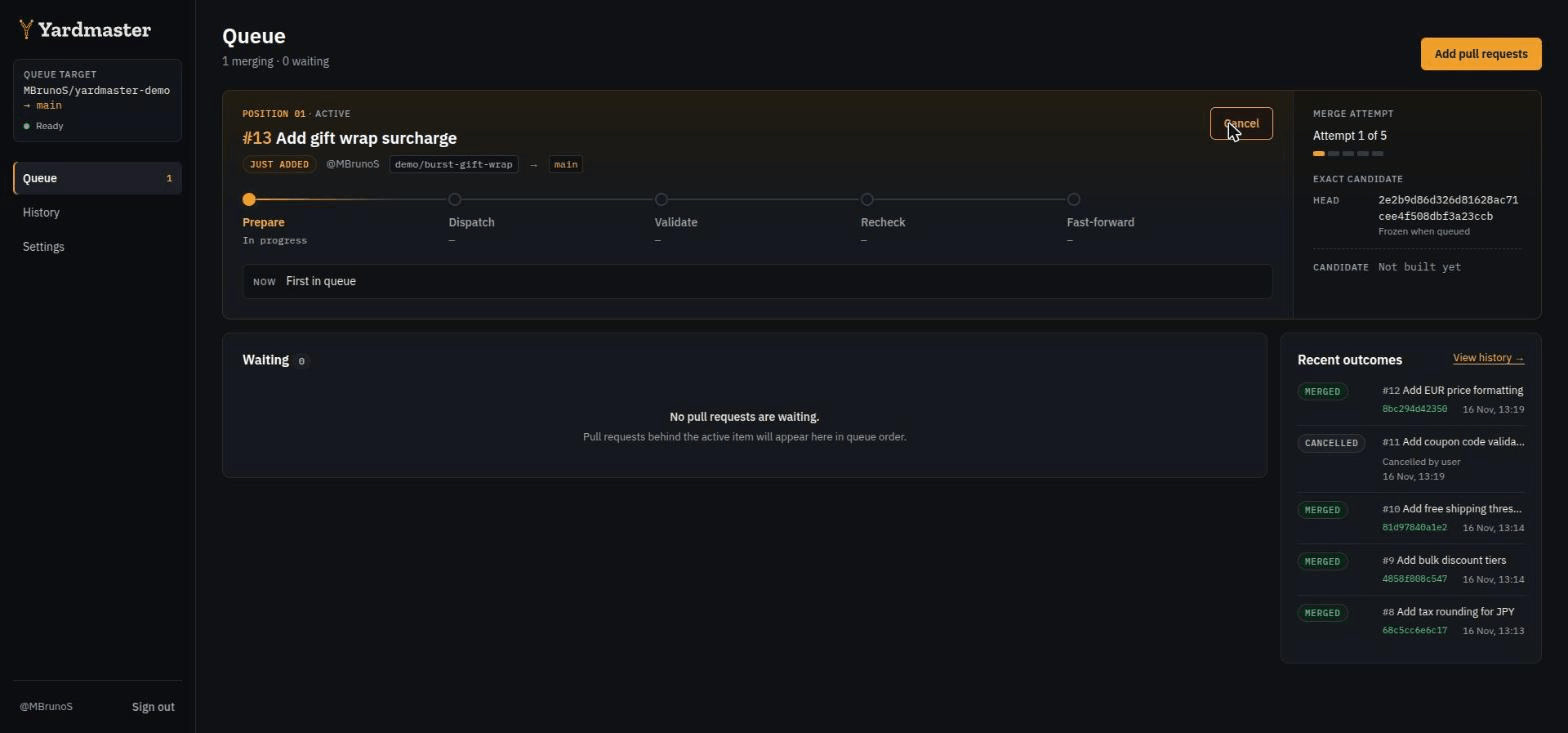 Yardmaster
QUEUE TARGET
MBrunoS/yardmaster-demo
→ main
Ready
Queue 1
History
Settings
@MBrunoS Sign out
Queue
1 merging · 0 waiting
Add pull requests
POSITION 01 · ACTIVE
#13 Add gift wrap surcharge
Cancel
JUST ADDED @MBrunoS demo/burst-gift-wrap → main
Prepare Dispatch Validate Recheck Fast-forward
In progress – – – –
NOW First in queue
MERGE ATTEMPT
Attempt 1 of 5
EXACT CANDIDATE
HEAD 2e2b9d86d326d81628ac71
cee4f508dbf3a23ccb
Frozen when queued
CANDIDATE Not built yet
Waiting 0
No pull requests are waiting.
Pull requests behind the active item will appear here in queue order.
Recent outcomes View history →
MERGED #12 Add EUR price formatting
8bc294d42350 16 Nov, 13:19
CANCELLED #11 Add coupon code valida...
Cancelled by user
16 Nov, 13:19
MERGED #10 Add free shipping thres...
81d97840a1e2 16 Nov, 13:14
MERGED #9 Add bulk discount tiers
4858f808c547 16 Nov, 13:14
MERGED #8 Add tax rounding for JPY
68c5cc6e6c17 16 Nov, 13:13